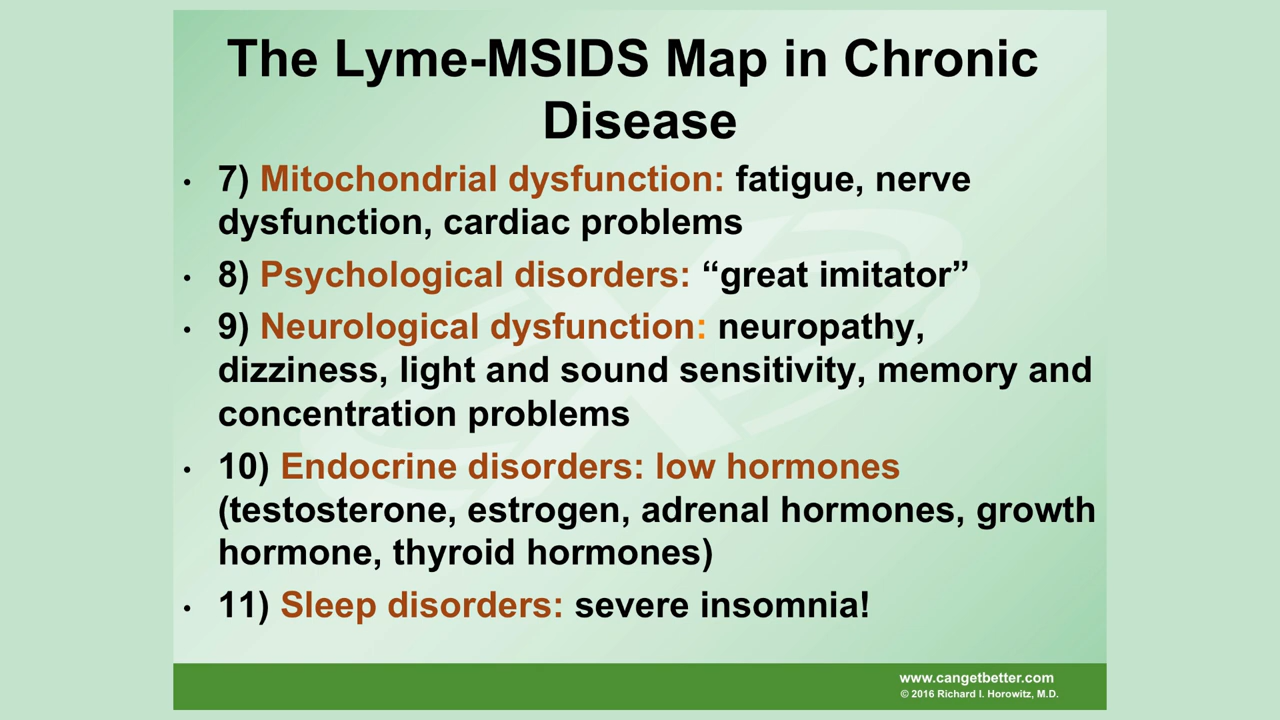 The Lyme-MSIDS Map in Chronic
Disease
• 7) Mitochondrial dysfunction: fatigue, nerve
dysfunction, cardiac problems
• 8) Psychological disorders: “great imitator”
• 9) Neurological dysfunction: neuropathy,
dizziness, light and sound sensitivity, memory and
concentration problems
• 10) Endocrine disorders: low hormones
(testosterone, estrogen, adrenal hormones, growth
hormone, thyroid hormones)
• 11) Sleep disorders: severe insomnia!
www.cangetbetter.com
© 2016 Richard I. Horowitz, M.D.